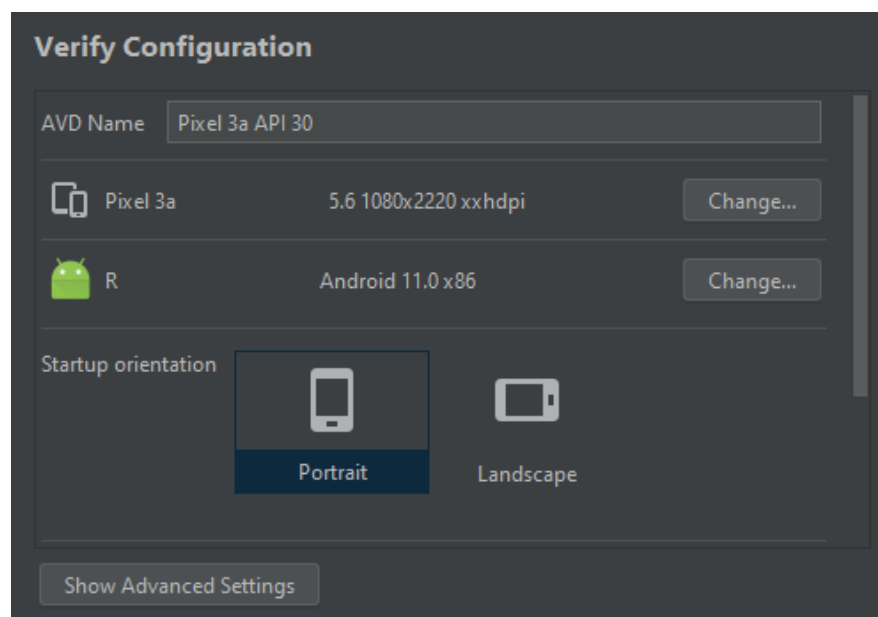 Verify Configuration
AVD Name Pixel 3a API 30
Pixel 3a 5.6 1080x2220 xxhdpi Change...
R Android 11.0 x86 Change...
Startup orientation
Portrait Landscape
Show Advanced Settings